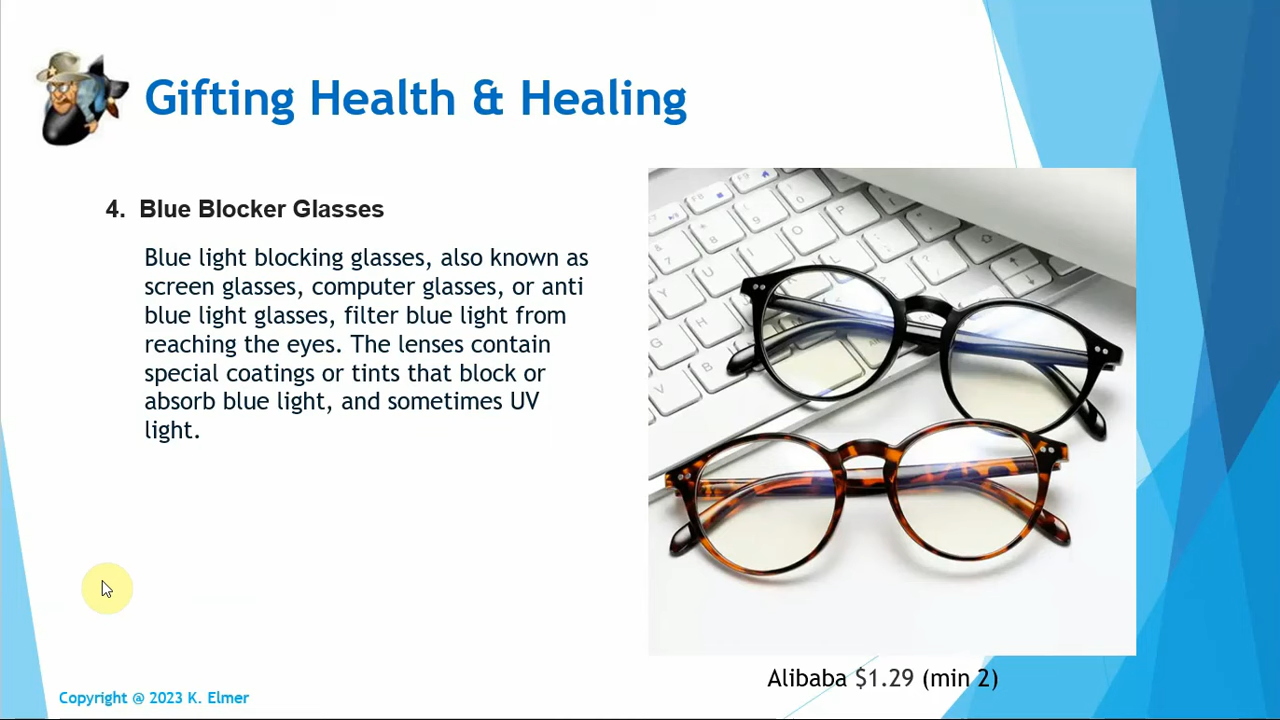 Gifting Health & Healing
4. Blue Blocker Glasses
Blue light blocking glasses, also known as
screen glasses, computer glasses, or anti
blue light glasses, filter blue light from
reaching the eyes. The lenses contain
special coatings or tints that block or
absorb blue light, and sometimes UV
light.
Alibaba $1.29 (min 2)
Copyright @ 2023 K. Elmer